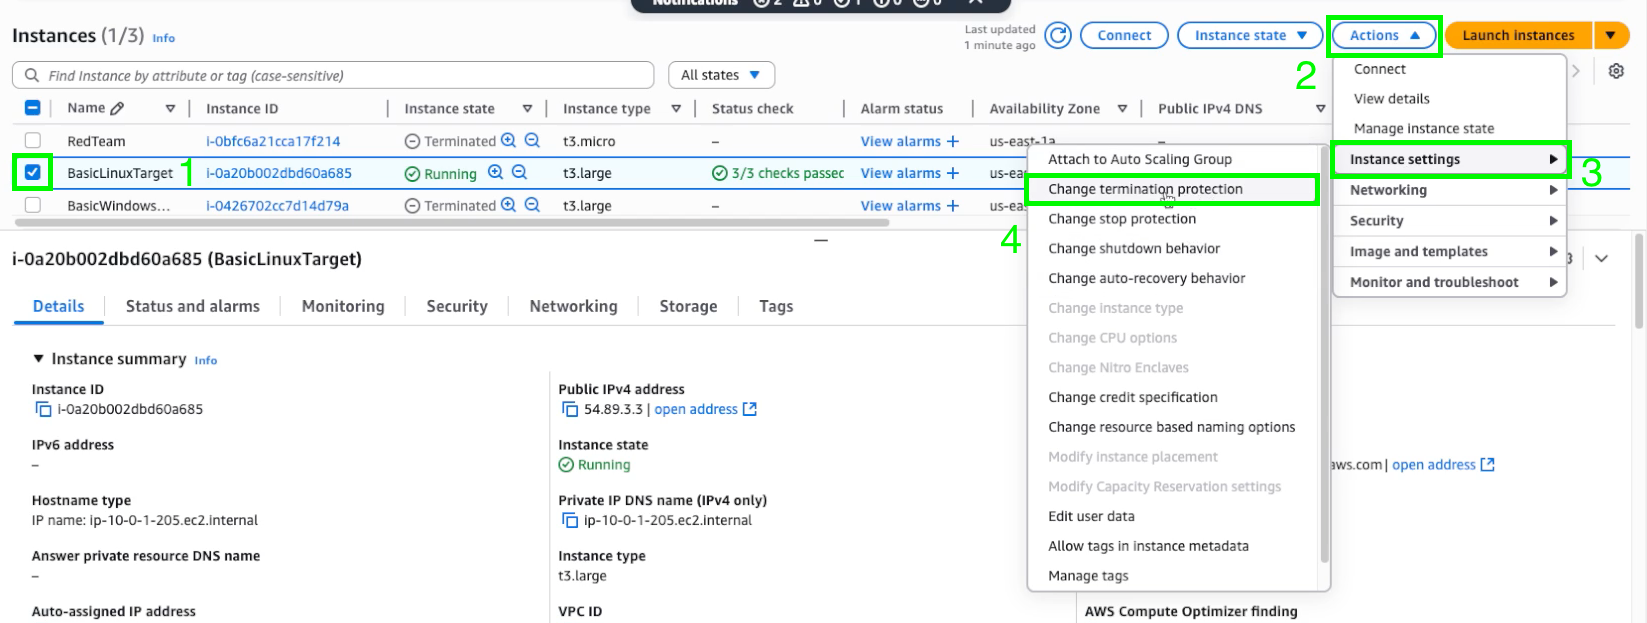 Notifications 2 0 1 0 0
Instances (1/3) Info
Last updated
1 minute ago
Connect
Instance state
Actions
Launch instances
2
Find Instance by attribute or tag (case-sensitive)
All states
Name
Instance ID
Instance state
Instance type
Status check
Alarm status
Availability Zone
Public IPv4 DNS
RedTeam i-0bfc6a21cca17f214 Terminated t3.micro – View alarms + us-east-1a –
1
BasicLinuxTarget i-0a20b002dbd60a685 Running t3.large 3/3 checks passed View alarms + us-ea
BasicWindows... i-0426702cc7d14d79a Terminated t3.large – View alarms + us-eas
Connect
View details
Manage instance state
Instance settings
3
Networking
Security
Image and templates
Monitor and troubleshoot
Attach to Auto Scaling Group
Change termination protection
4
Change stop protection
Change shutdown behavior
Change auto-recovery behavior
Change instance type
Change CPU options
Change Nitro Enclaves
Change credit specification
Change resource based naming options
Modify instance placement
Modify Capacity Reservation settings
Edit user data
Allow tags in instance metadata
Manage tags
i-0a20b002dbd60a685 (BasicLinuxTarget)
Details
Status and alarms
Monitoring
Security
Networking
Storage
Tags
Instance summary Info
Instance ID
i-0a20b002dbd60a685
IPv6 address
–
Hostname type
IP name: ip-10-0-1-205.ec2.internal
Answer private resource DNS name
–
Auto-assigned IP address
Public IPv4 address
54.89.3.3 | open address
Instance state
Running
Private IP DNS name (IPv4 only)
ip-10-0-1-205.ec2.internal
Instance type
t3.large
VPC ID
aws.com | open address
AWS Compute Optimizer finding